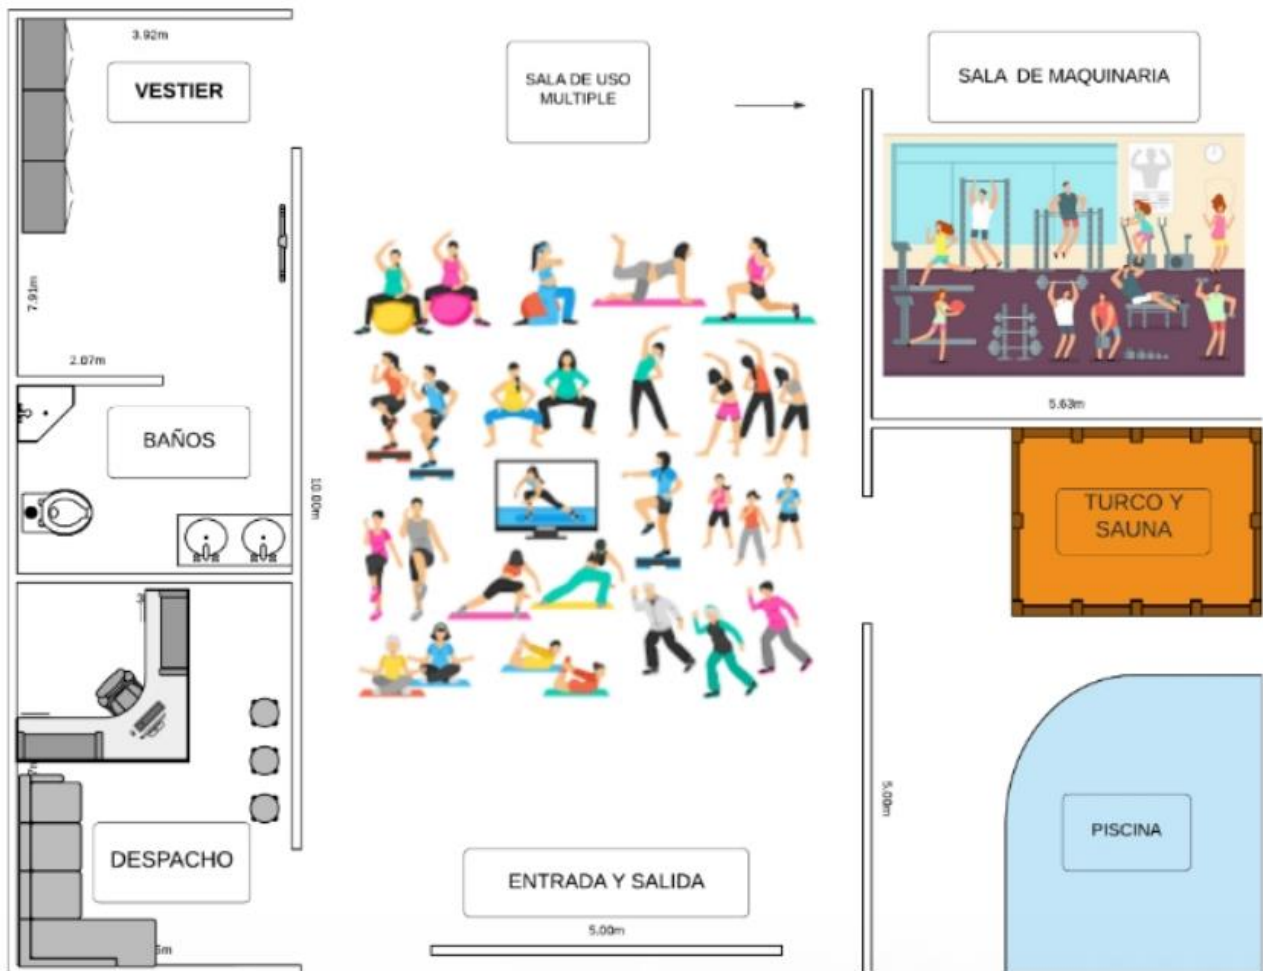 3.92m
VESTIER
SALA DE USO
MULTIPLE
SALA DE MAQUINARIA
7.91m
2.07m
BAÑOS
5.63m
10.00m
TURCO Y
SAUNA
5.00m
PISCINA
DESPACHO
ENTRADA Y SALIDA
5.00m